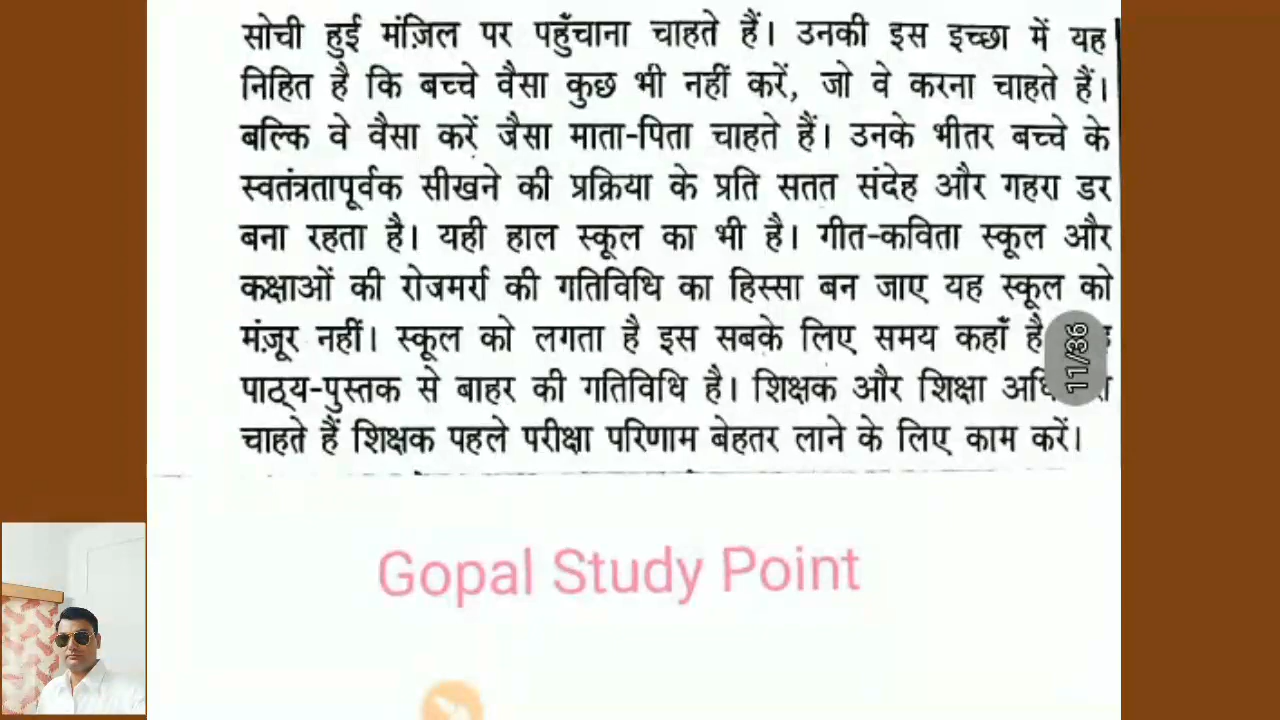 सोची हुई मंज़िल पर पहुँचाना चाहते हैं। उनकी इस इच्छा में यह
निहित है कि बच्चे वैसा कुछ भी नहीं करें, जो वे करना चाहते हैं।
बल्कि वे वैसा करें जैसा माता-पिता चाहते हैं। उनके भीतर बच्चे के
स्वतंत्रतापूर्वक सीखने की प्रक्रिया के प्रति सतत संदेह और गहरा डर
बना रहता है। यही हाल स्कूल का भी है। गीत-कविता स्कूल और
कक्षाओं की रोजमर्रा की गतिविधि का हिस्सा बन जाए यह स्कूल को
मंज़ूर नहीं। स्कूल को लगता है इस सबके लिए समय कहाँ है
पाठ्य-पुस्तक से बाहर की गतिविधि है। शिक्षक और शिक्षा
चाहते हैं शिक्षक पहले परीक्षा परिणाम बेहतर लाने के लिए काम करें।
11/36
Gopal Study Point